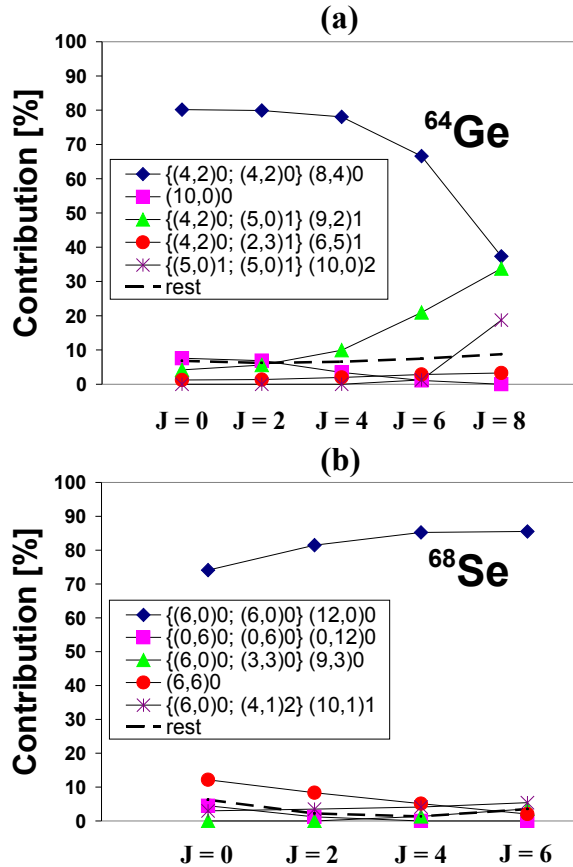 (a)
100
90
80
70
60
50
40
30
20
10
0
Contribution [%]
⁶⁴Ge
{(4,2)0; (4,2)0} (8,4)0
(10,0)0
{(4,2)0; (5,0)1} (9,2)1
{(4,2)0; (2,3)1} (6,5)1
{(5,0)1; (5,0)1} (10,0)2
rest
J = 0 J = 2 J = 4 J = 6 J = 8
(b)
100
90
80
70
60
50
40
30
20
10
0
Contribution [%]
⁶⁸Se
{(6,0)0; (6,0)0} (12,0)0
{(0,6)0; (0,6)0} (0,12)0
{(6,0)0; (3,3)0} (9,3)0
(6,6)0
{(6,0)0; (4,1)2} (10,1)1
rest
J = 0 J = 2 J = 4 J = 6